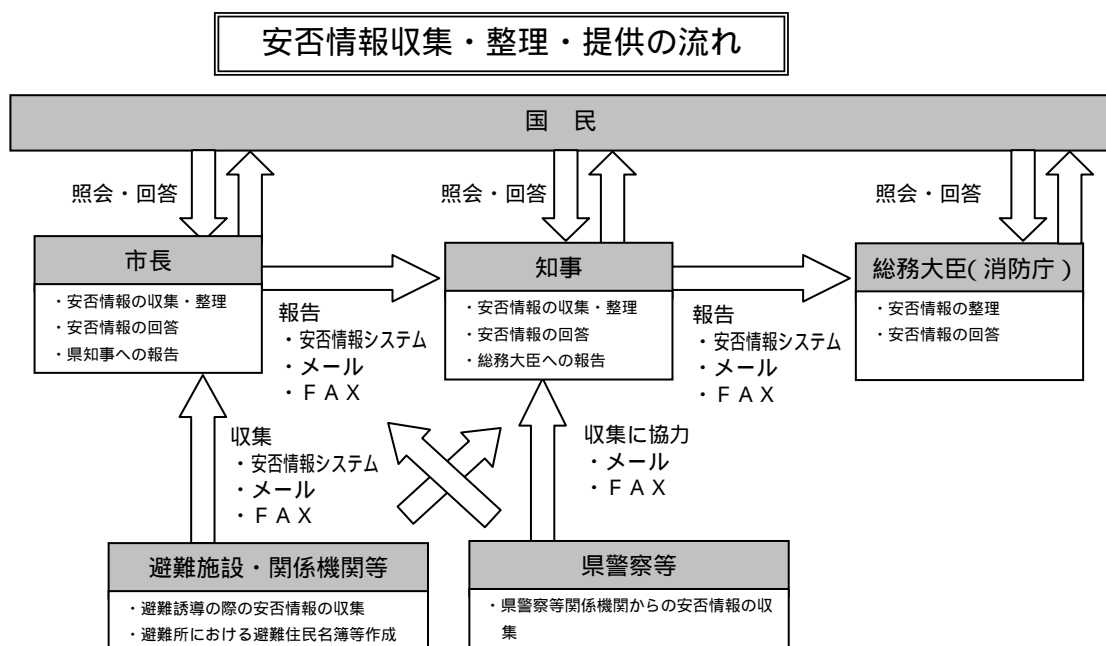 安否情報収集・整理・提供の流れ
国　民
照会・回答
照会・回答
照会・回答
市長
・安否情報の収集・整理
・安否情報の回答
・県知事への報告
報告
・安否情報システム
・メール
・ＦＡＸ
知事
・安否情報の収集・整理
・安否情報の回答
・総務大臣への報告
報告
・安否情報システム
・メール
・ＦＡＸ
総務大臣(消防庁)
・安否情報の整理
・安否情報の回答
収集
・安否情報システム
・メール
・ＦＡＸ
収集に協力
・メール
・ＦＡＸ
避難施設・関係機関等
・避難誘導の際の安否情報の収集
・避難所における避難住民名簿等作成
県警察等
・県警察等関係機関からの安否情報の収
集